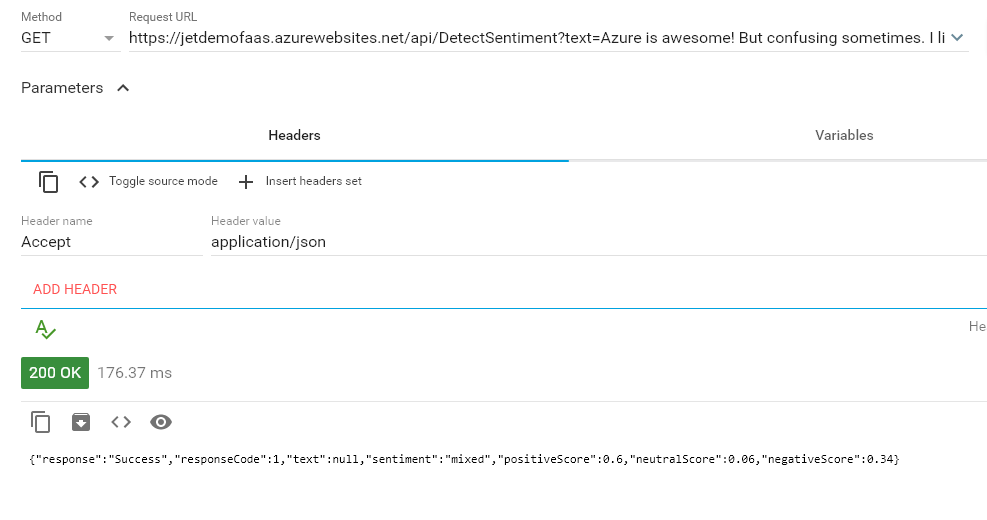 Method
Request URL
GET
https://jetdemofaas.azurewebsites.net/api/DetectSentiment?text=Azure is awesome! But confusing sometimes. I li
Parameters
Headers
Variables
Toggle source mode
Insert headers set
Header name
Header value
Accept
application/json
ADD HEADER
A
He
200 OK
176.37 ms
{"response":"Success","responseCode":1,"text":null,"sentiment":"mixed","positiveScore":0.6,"neutralScore":0.06,"negativeScore":0.34}